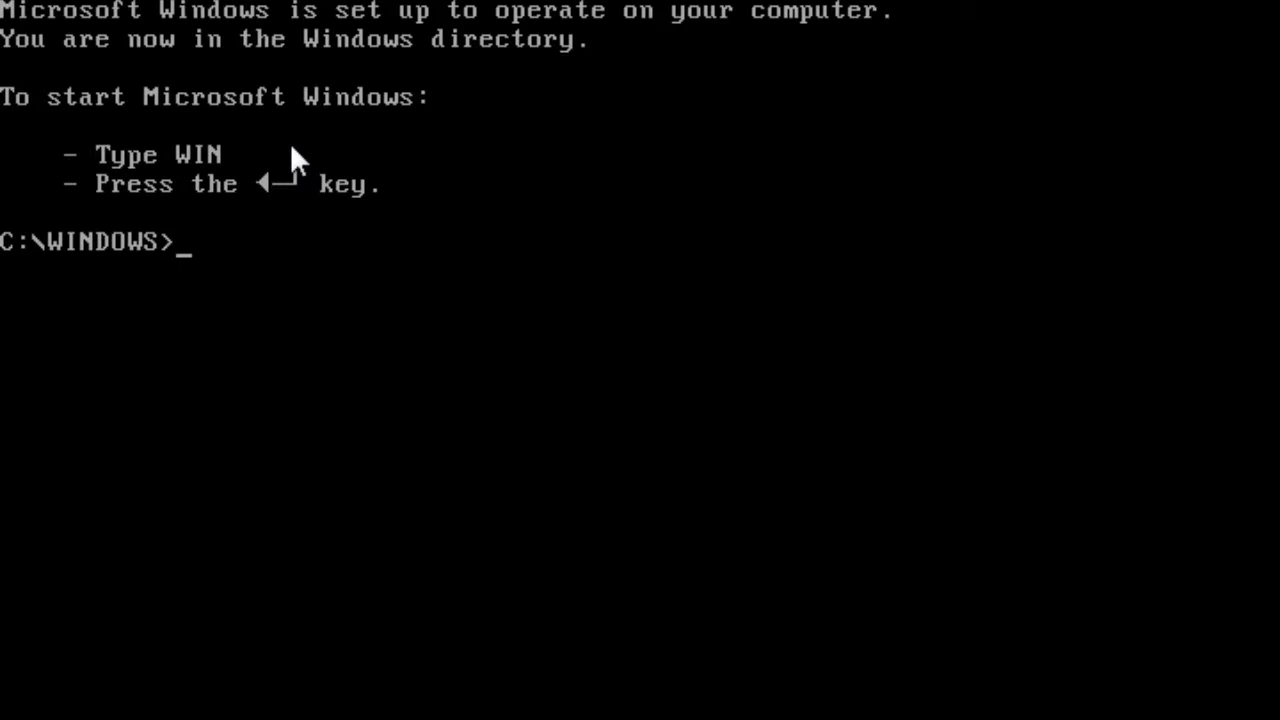 Microsoft Windows is set up to operate on your computer.
You are now in the Windows directory.
To start Microsoft Windows:
- Type WIN
- Press the ◄─┘ key.
C:\WINDOWS>_